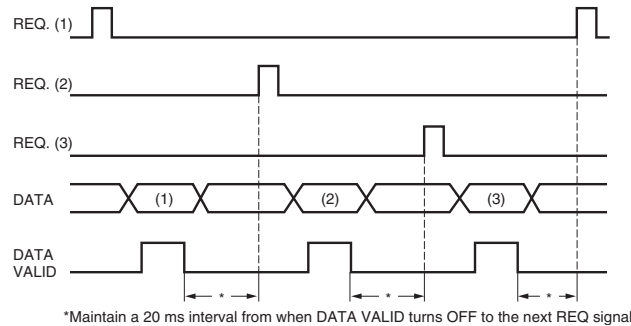 REQ. (1)
REQ. (2)
REQ. (3)
DATA
(1)
(2)
(3)
DATA
VALID
*
*
*
*Maintain a 20 ms interval from when DATA VALID turns OFF to the next REQ signal